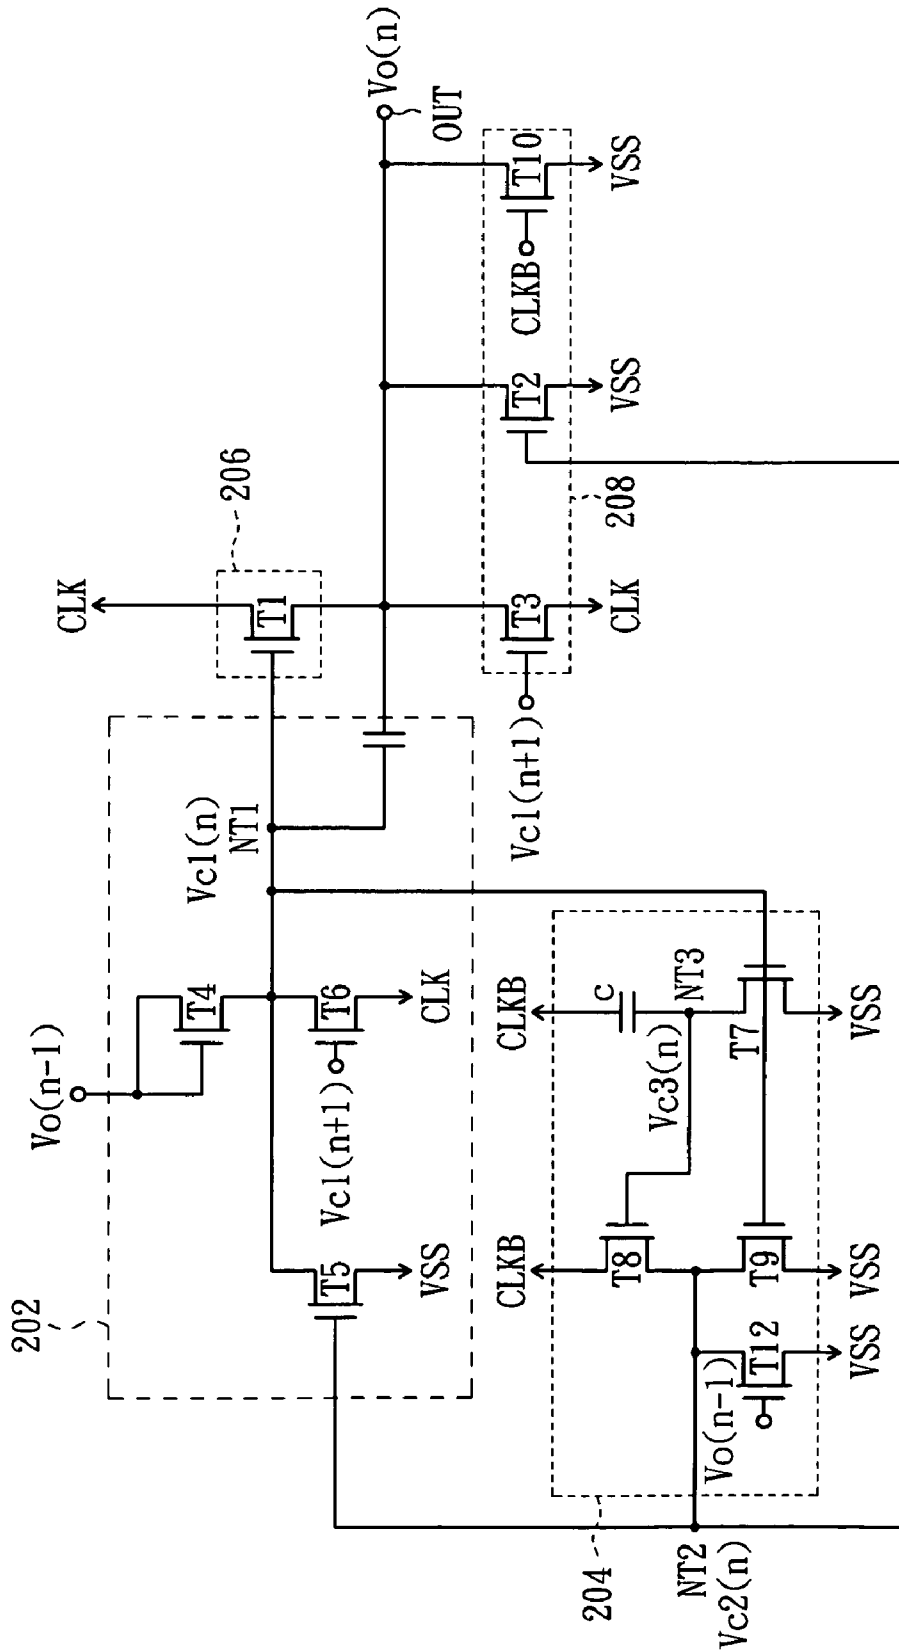 Vo(n-1)
CLK
202
206
T4
T1
Vc1(n)
NT1
T5
T6
Vc1(n+1)
VSS
CLK
Vo(n)
OUT
Vc1(n+1)
T3
T2
T10
CLKB
CLK
VSS
VSS
208
CLKB
CLKB
C
Vc3(n)
NT3
T8
T7
Vo(n-1)
T12
T9
VSS
VSS
VSS
204
NT2
Vc2(n)